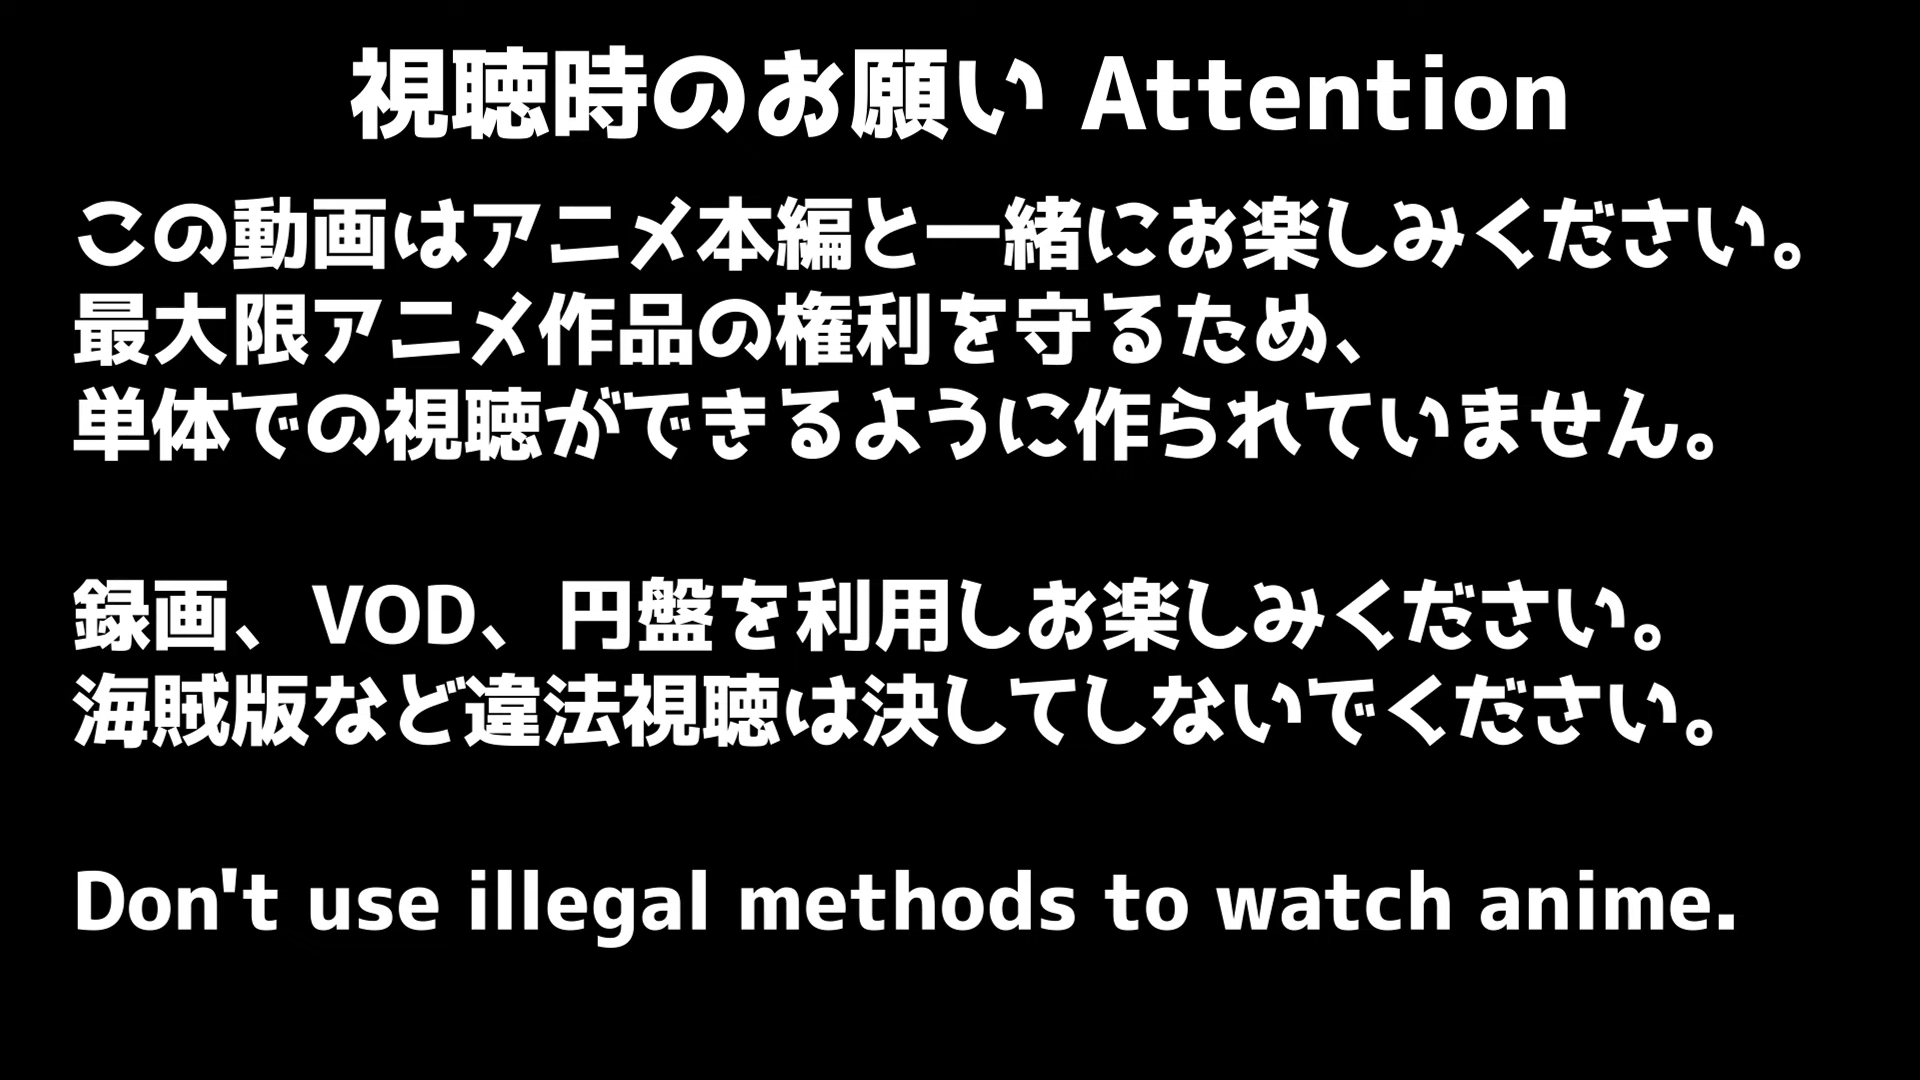 視聴時のお願い Attention
この動画はアニメ本編と一緒にお楽しみください。
最大限アニメ作品の権利を守るため、
単体での視聴ができるように作られていません。
録画、VOD、円盤を利用しお楽しみください。
海賊版など違法視聴は決してしないでください。
Don't use illegal methods to watch anime.